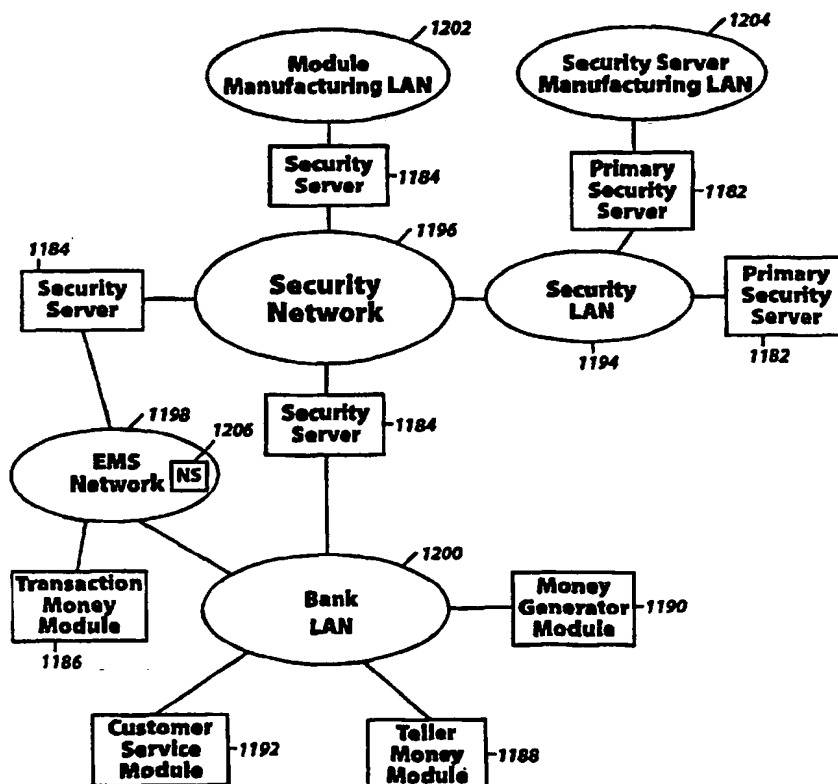 1202
Module
Manufacturing LAN
1204
Security Server
Manufacturing LAN
Security
Server
1184
Primary
Security
Server
1182
1196
Security
Network
1184
Security
Server
Security
LAN
1194
Primary
Security
Server
1182
Security
Server
1184
1198
1206
EMS
Network
NS
1200
Bank
LAN
Transaction
Money
Module
1186
Money
Generator
Module
1190
Customer
Service
Module
1192
Teller
Money
Module
1188